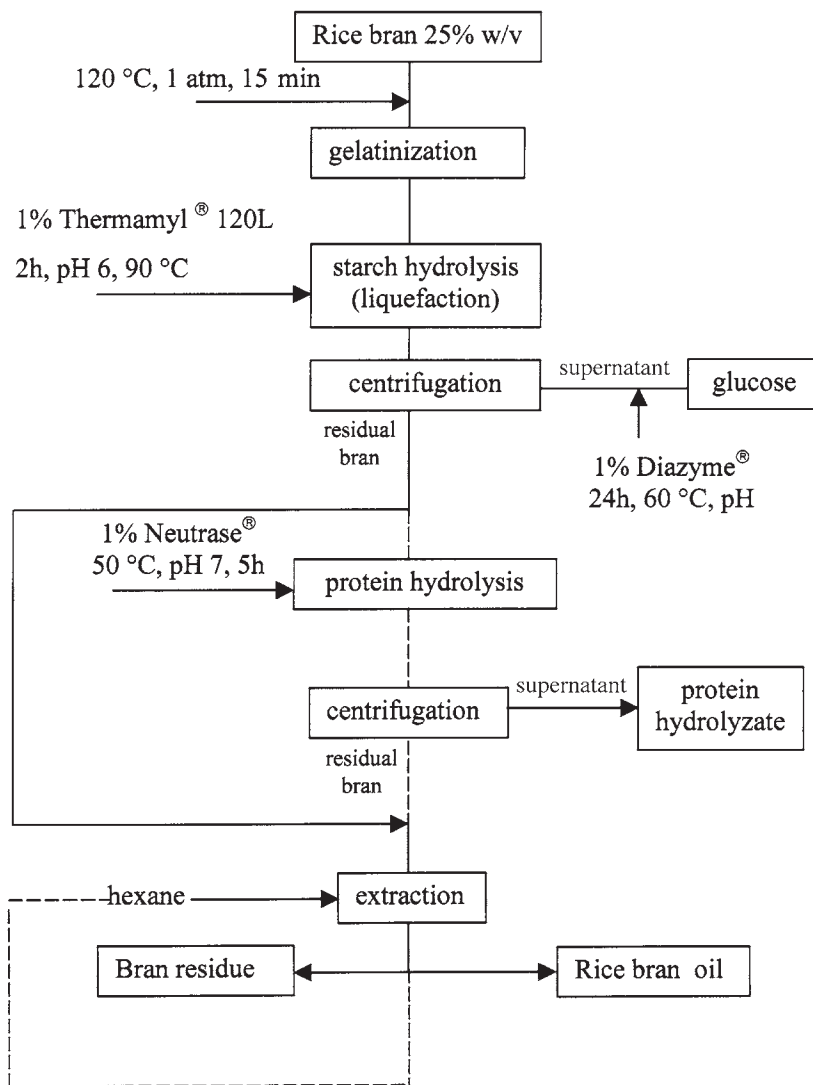 Rice bran 25% w/v
120 °C, 1 atm, 15 min
gelatinization
1% Thermamyl ® 120L
2h, pH 6, 90 °C
starch hydrolysis
(liquefaction)
centrifugation
supernatant
glucose
residual
bran
1% Diazyme®
24h, 60 °C, pH
1% Neutrase®
50 °C, pH 7, 5h
protein hydrolysis
centrifugation
supernatant
protein
hydrolyzate
residual
bran
hexane
extraction
Bran residue
Rice bran oil